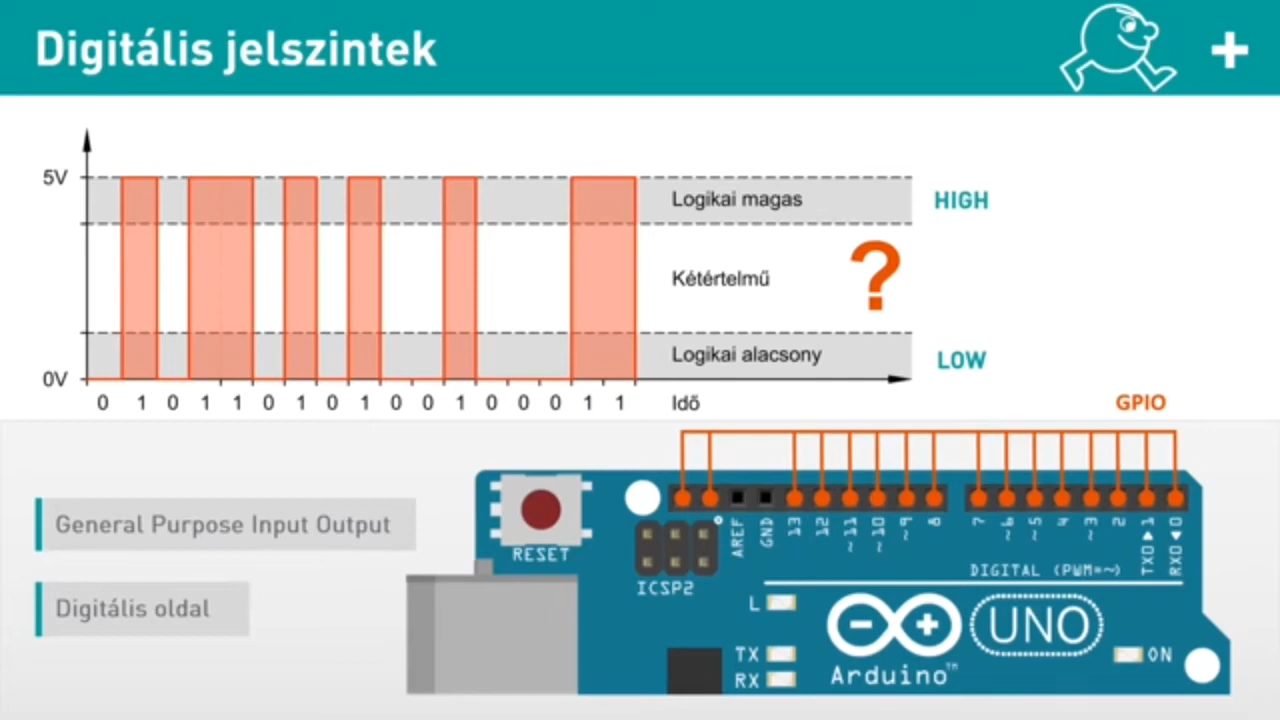 Digitális jelszintek
+
5V
Logikai magas
HIGH
Kétértelmű
?
Logikai alacsony
LOW
0V
0 1 0 1 1 0 1 0 1 0 0 1 0 0 0 1 1
Idő
GPIO
General Purpose Input Output
Digitális oldal
RESET
ICSP2
AREF
GND
13
12
~11
~10
~9
8
7
~6
~5
4
~3
2
TX0▶1
RX0◀0
DIGITAL (PWM=~)
L
TX
RX
UNO
Arduino™
ON